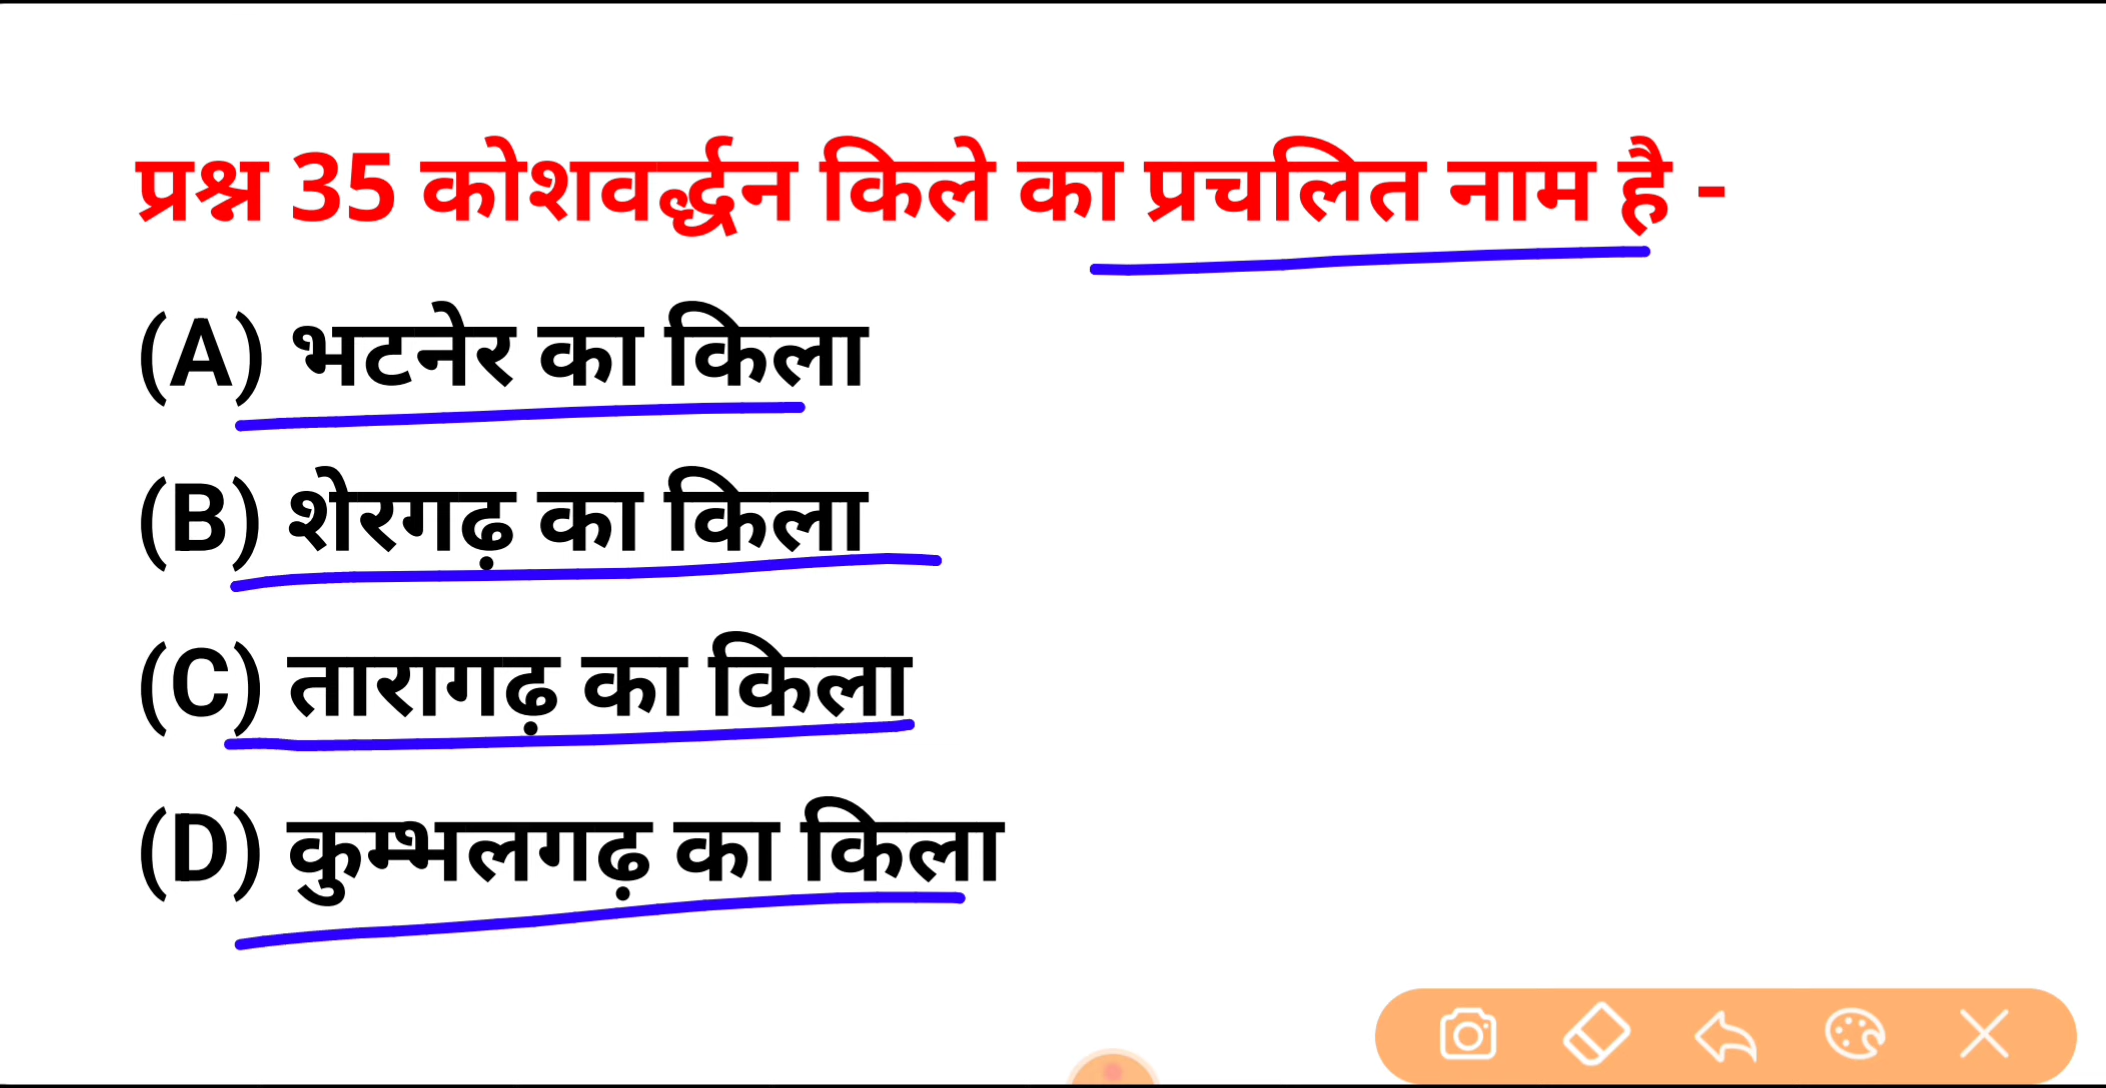 प्रश्न 35 कोशवर्द्धन किले का प्रचलित नाम है -
(A) भटनेर का किला
(B) शेरगढ़ का किला
(C) तारागढ़ का किला
(D) कुम्भलगढ़ का किला